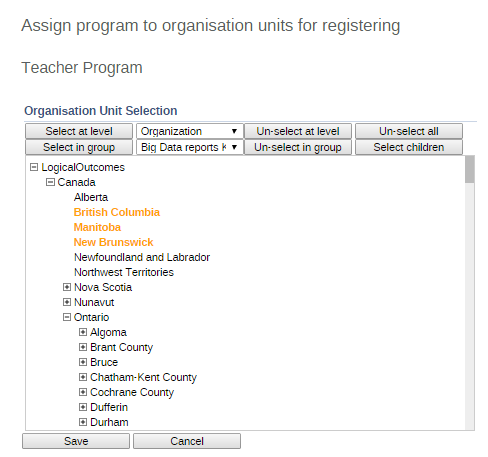 Assign program to organisation units for registering
Teacher Program
Organisation Unit Selection
Select at level Organization Un-select at level Un-select all
Select in group Big Data reports Un-select in group Select children
LogicalOutcomes
Canada
Alberta
British Columbia
Manitoba
New Brunswick
Newfoundland and Labrador
Northwest Territories
Nova Scotia
Nunavut
Ontario
Algoma
Brant County
Bruce
Chatham-Kent County
Cochrane County
Dufferin
Durham
Save Cancel